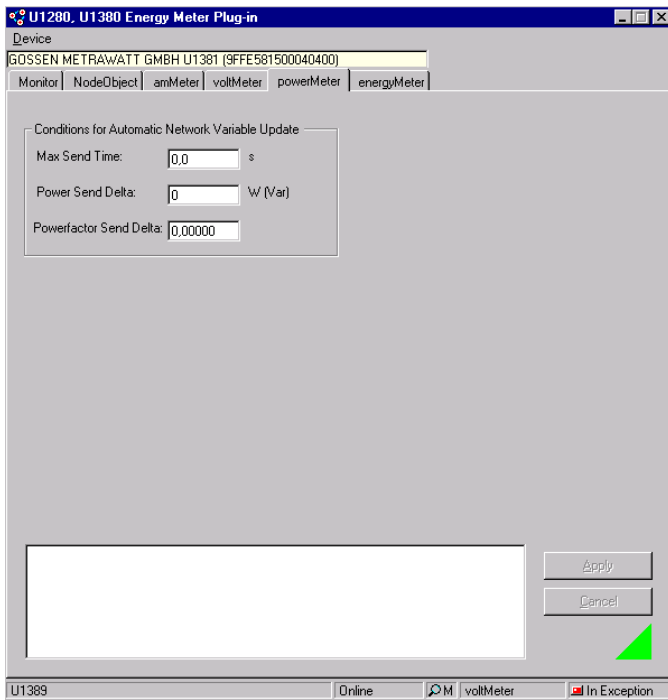 U1280, U1380 Energy Meter Plug-in
Device
GOSSEN METRAWATT GMBH U1381 (9FFE581500040400)
Monitor NodeObject amMeter voltMeter powerMeter energyMeter
Conditions for Automatic Network Variable Update
Max Send Time: 0,0 s
Power Send Delta: 0 W (Var)
Powerfactor Send Delta: 0,00000
Apply
Cancel
U1389 Online M voltMeter In Exception